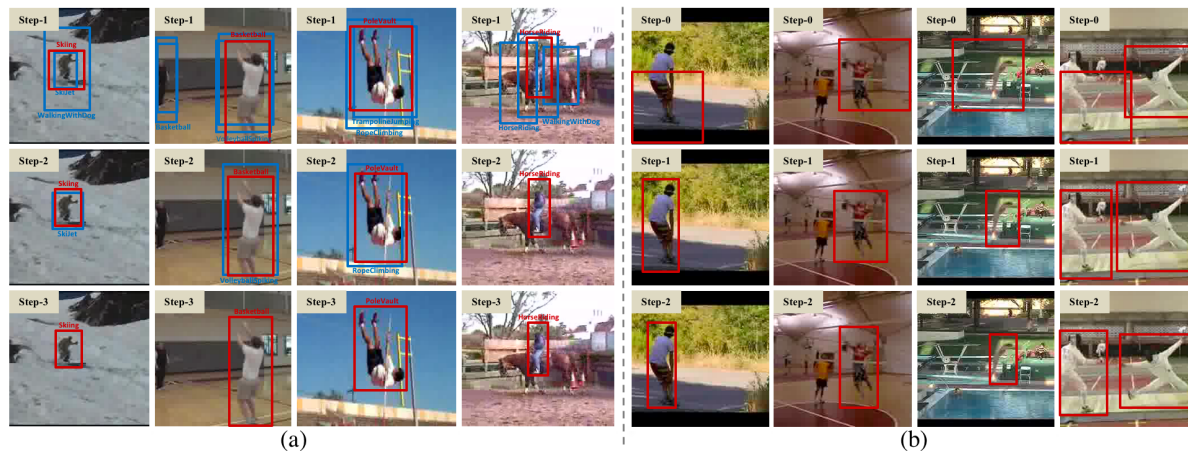 Step-1 Step-1 Step-1 Step-1 Step-0 Step-0 Step-0 Step-0
Skiing Basketball PoleVault HorseRiding
SkiJet
WalkingWithDog Basketball TrampolineJumping HorseRiding WalkingWithDog
RopeClimbing
Step-2 Step-2 Step-2 Step-2 Step-1 Step-1 Step-1 Step-1
Skiing Basketball PoleVault HorseRiding
SkiJet VolleyballSpiking RopeClimbing
Step-3 Step-3 Step-3 Step-3 Step-2 Step-2 Step-2 Step-2
Skiing Basketball PoleVault HorseRiding
(a) (b)